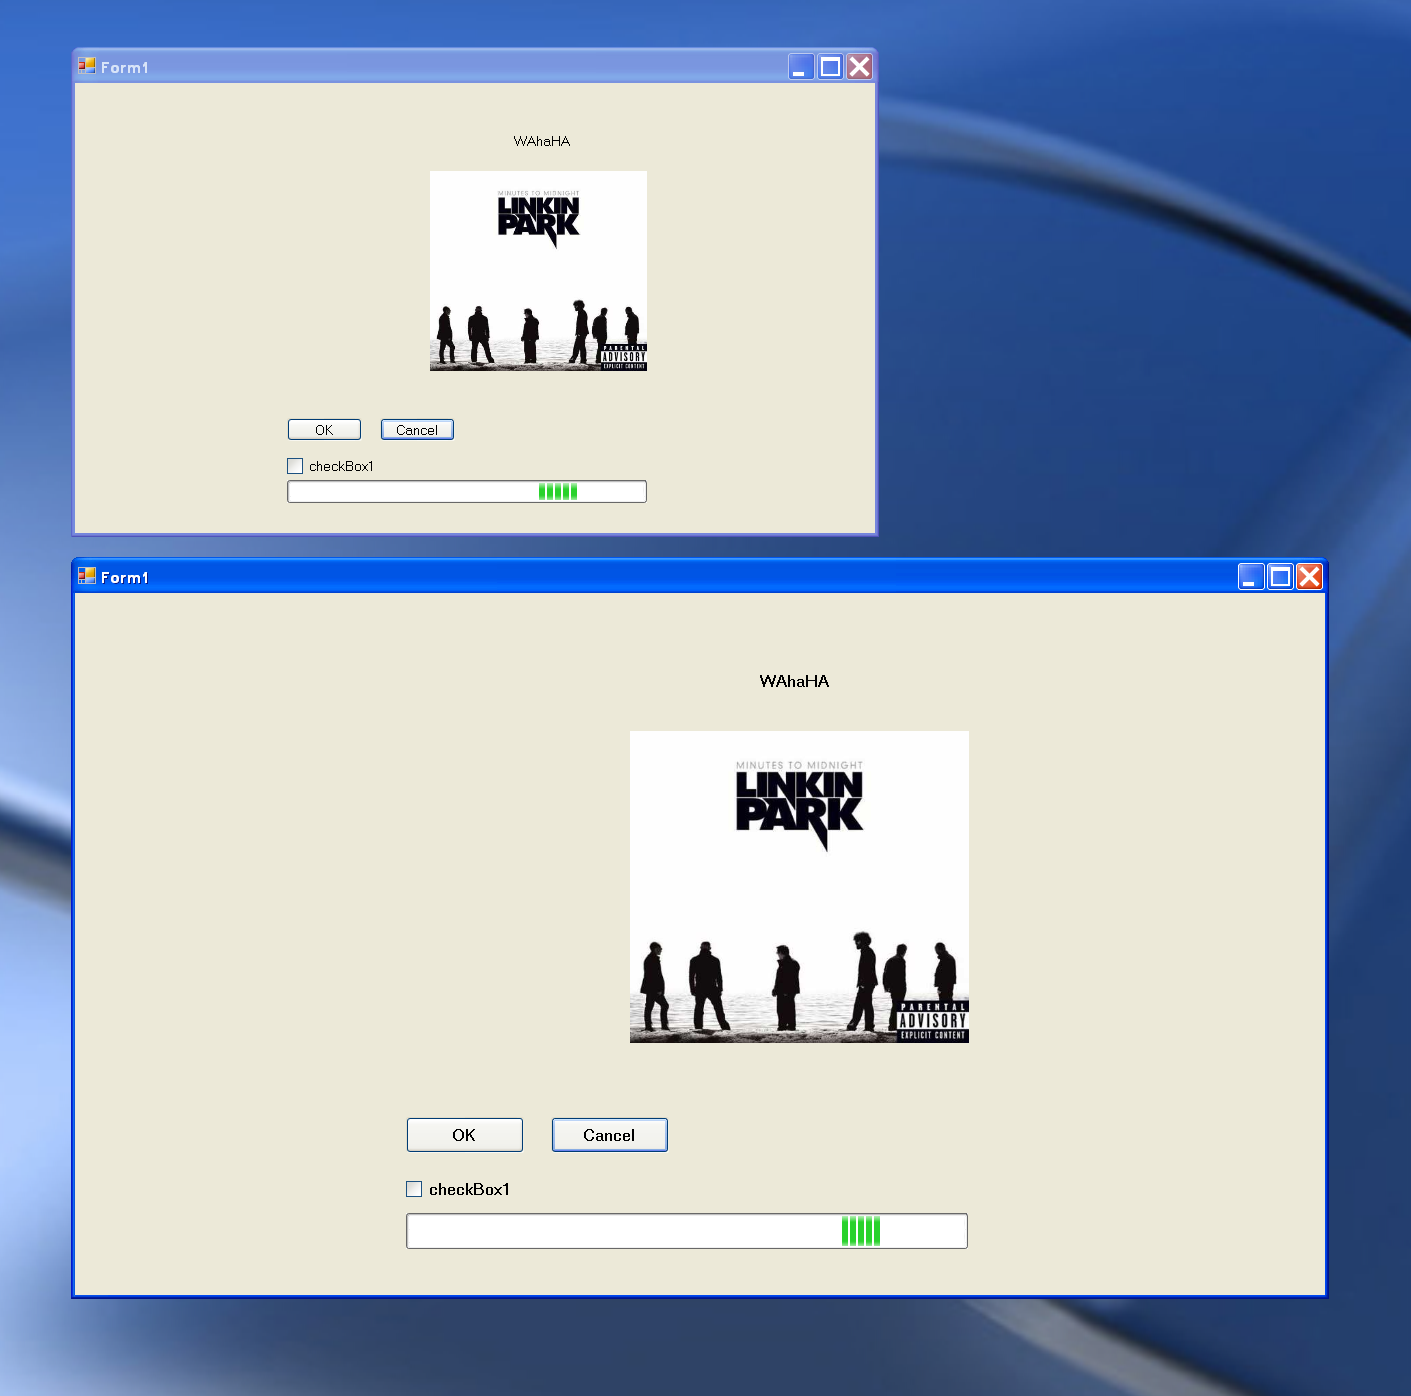 Form1
WAhaHA
MINUTES TO MIDNIGHT
LINKIN
PARK
PARENTAL
ADVISORY
EXPLICIT CONTENT
OK Cancel
checkBox1
Form1
WAhaHA
MINUTES TO MIDNIGHT
LINKIN
PARK
PARENTAL
ADVISORY
EXPLICIT CONTENT
OK Cancel
checkBox1